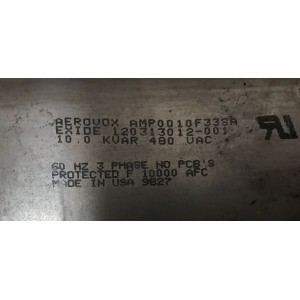 AEROVOX AMP0D10F33SA
EXIDE 120313012-001
10.0 KVAR 480 VAC
60 HZ 3 PHASE NO PCB'S
PROTECTED F 10000 AFC
MADE IN USA 9827